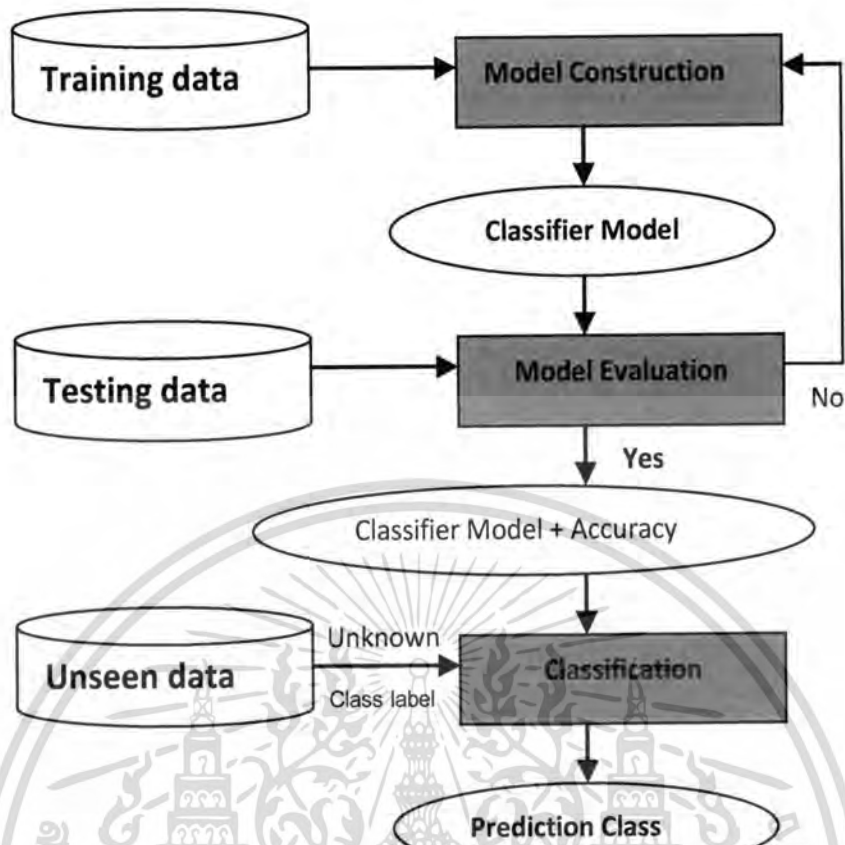 Training data
Model Construction
Classifier Model
Testing data
Model Evaluation
No
Yes
Classifier Model + Accuracy
Unseen data
Unknown
Class label
Classification
Prediction Class